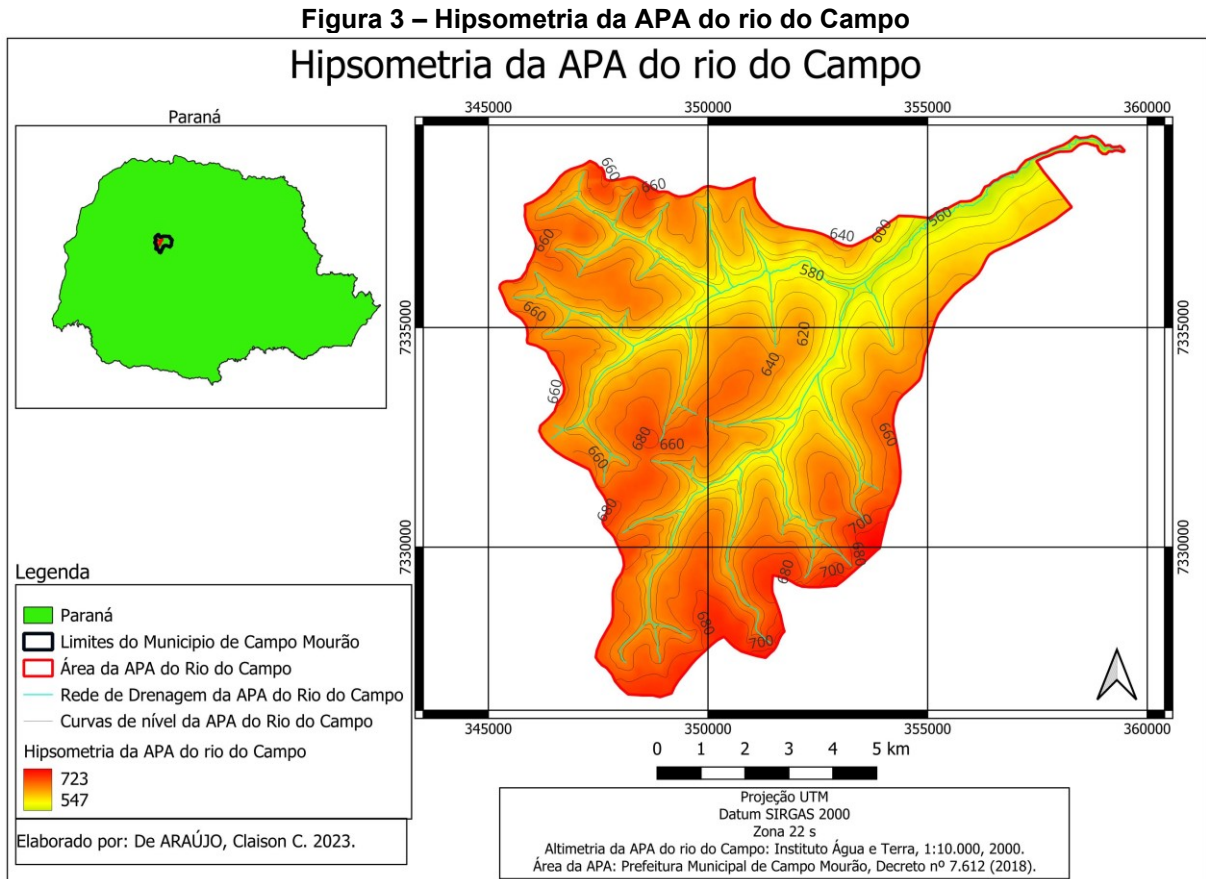 Figura 3 – Hipsometria da APA do rio do Campo
Hipsometria da APA do rio do Campo
Paraná
345000
350000
355000
360000
7335000
7330000
7335000
7330000
660
660
640
600
560
660
580
660
620
640
660
680
660
660
660
680
700
680
680
700
680
700
345000
350000
355000
360000
0 1 2 3 4 5 km
Legenda
Paraná
Limites do Municipio de Campo Mourão
Área da APA do Rio do Campo
Rede de Drenagem da APA do Rio do Campo
Curvas de nível da APA do Rio do Campo
Hipsometria da APA do rio do Campo
723
547
Elaborado por: De ARAÚJO, Claison C. 2023.
Projeção UTM
Datum SIRGAS 2000
Zona 22 s
Altimetria da APA do rio do Campo: Instituto Água e Terra, 1:10.000, 2000.
Área da APA: Prefeitura Municipal de Campo Mourão, Decreto nº 7.612 (2018).